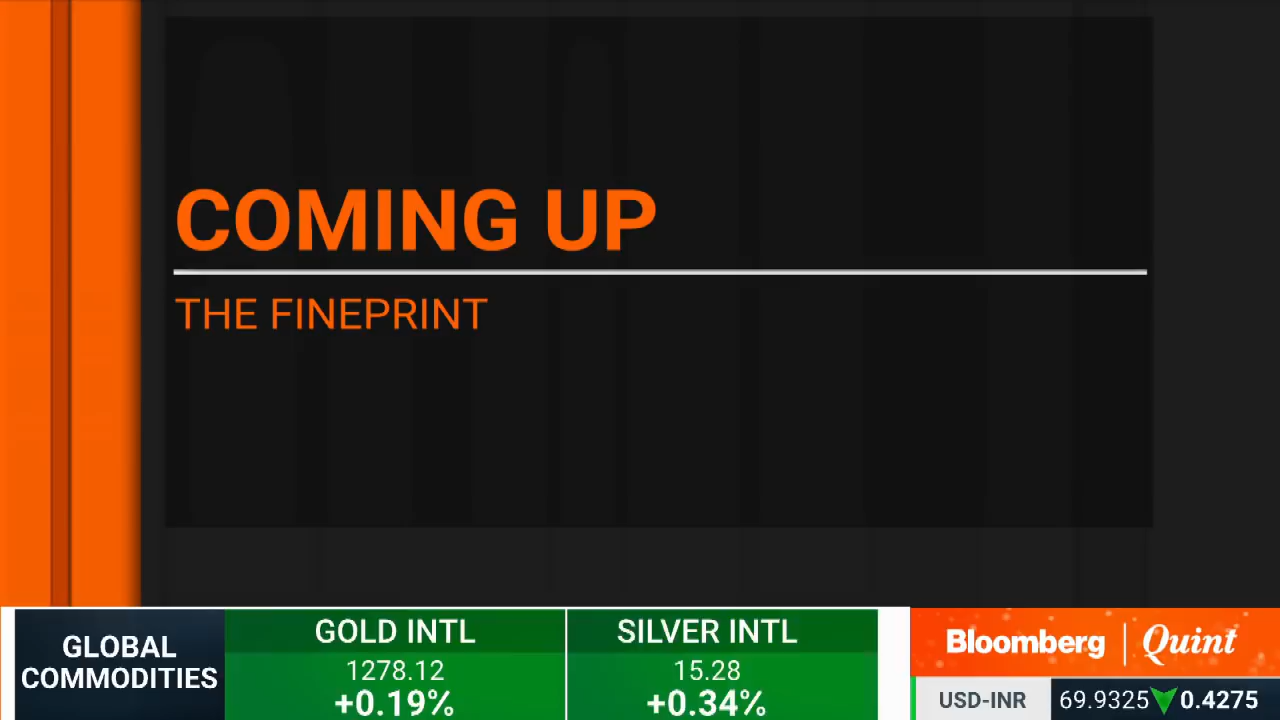 COMING UP
THE FINEPRINT
GLOBAL
COMMODITIES
GOLD INTL
1278.12
+0.19%
SILVER INTL
15.28
+0.34%
Bloomberg | Quint
USD-INR 69.9325 0.4275